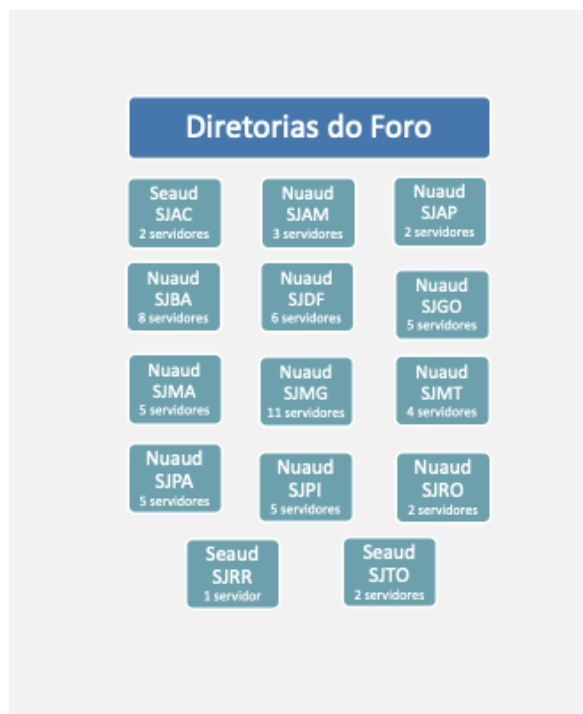 Diretorias do Foro
Seaud
SJAC
2 servidores
Nuaud
SJAM
3 servidores
Nuaud
SJAP
2 servidores
Nuaud
SJBA
8 servidores
Nuaud
SJDF
6 servidores
Nuaud
SJGO
5 servidores
Nuaud
SJMA
5 servidores
Nuaud
SJMG
11 servidores
Nuaud
SJMT
4 servidores
Nuaud
SJPA
5 servidores
Nuaud
SJPI
5 servidores
Nuaud
SJRO
2 servidores
Seaud
SJRR
1 servidor
Seaud
SJTO
2 servidores